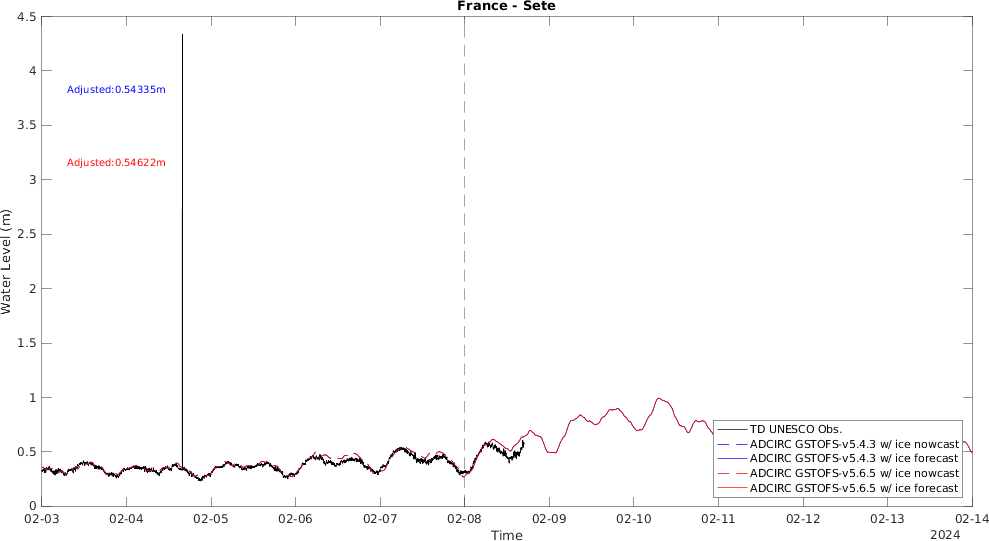 France - Sete
4.5
4
3.5
3
2.5
2
1.5
1
0.5
0
Water Level (m)
Adjusted:0.54335m
Adjusted:0.54622m
TD UNESCO Obs.
ADCIRC GSTOFS-v5.4.3 w/ ice nowcast
ADCIRC GSTOFS-v5.4.3 w/ ice forecast
ADCIRC GSTOFS-v5.6.5 w/ ice nowcast
ADCIRC GSTOFS-v5.6.5 w/ ice forecast
02-03 02-04 02-05 02-06 02-07 02-08 02-09 02-10 02-11 02-12 02-13 02-14
Time
2024